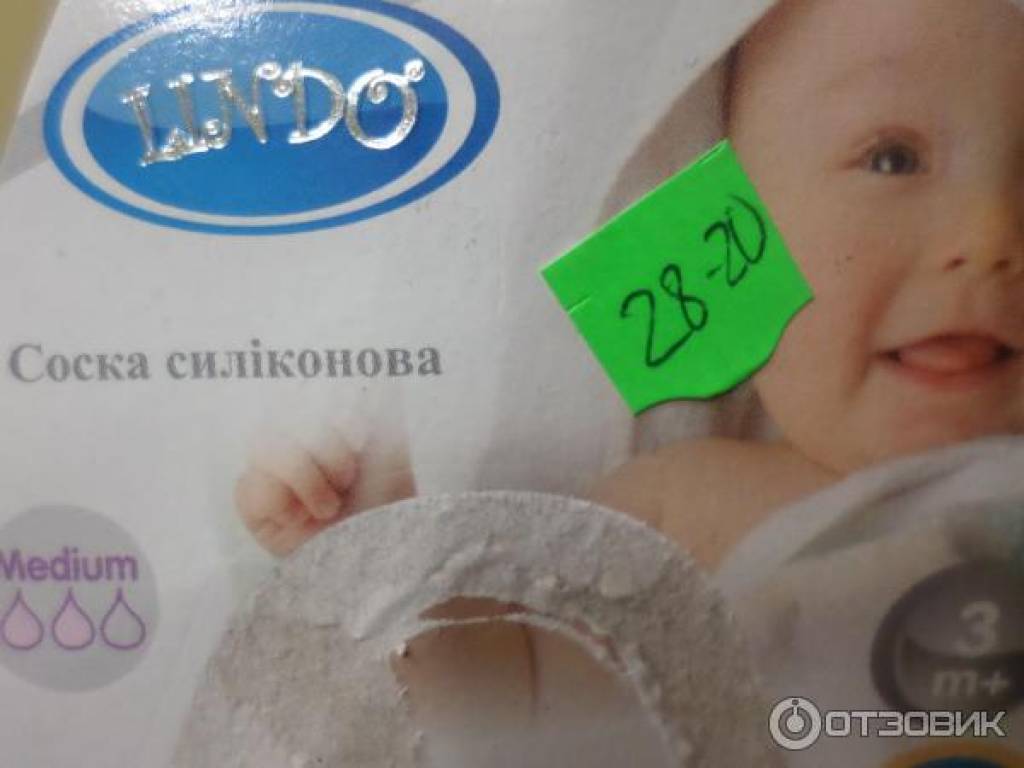 LINDO
28-20
Соска силіконова
Medium
3
m+
ОТЗОВИК